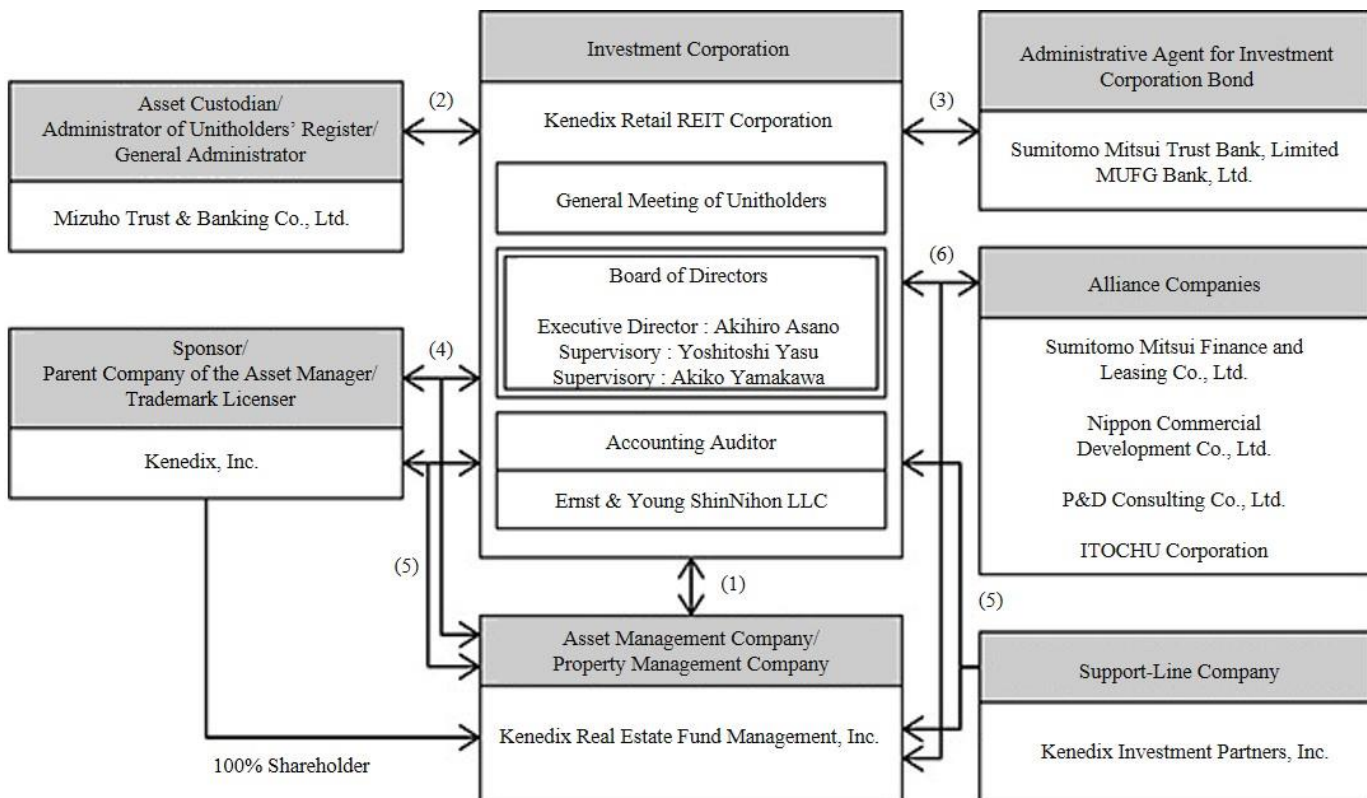 Investment Corporation
Kenedix Retail REIT Corporation
General Meeting of Unitholders
Board of Directors
Executive Director : Akihiro Asano
Supervisory : Yoshitoshi Yasu
Supervisory : Akiko Yamakawa
Accounting Auditor
Ernst & Young ShinNihon LLC
(2)
Asset Custodian/
Administrator of Unitholders’ Register/
General Administrator
Mizuho Trust & Banking Co., Ltd.
(3)
Administrative Agent for Investment
Corporation Bond
Sumitomo Mitsui Trust Bank, Limited
MUFG Bank, Ltd.
(4)
Sponsor/
Parent Company of the Asset Manager/
Trademark Licenser
Kenedix, Inc.
(5)
100% Shareholder
(6)
Alliance Companies
Sumitomo Mitsui Finance and
Leasing Co., Ltd.
Nippon Commercial
Development Co., Ltd.
P&D Consulting Co., Ltd.
ITOCHU Corporation
(1)
Asset Management Company/
Property Management Company
Kenedix Real Estate Fund Management, Inc.
(5)
Support-Line Company
Kenedix Investment Partners, Inc.